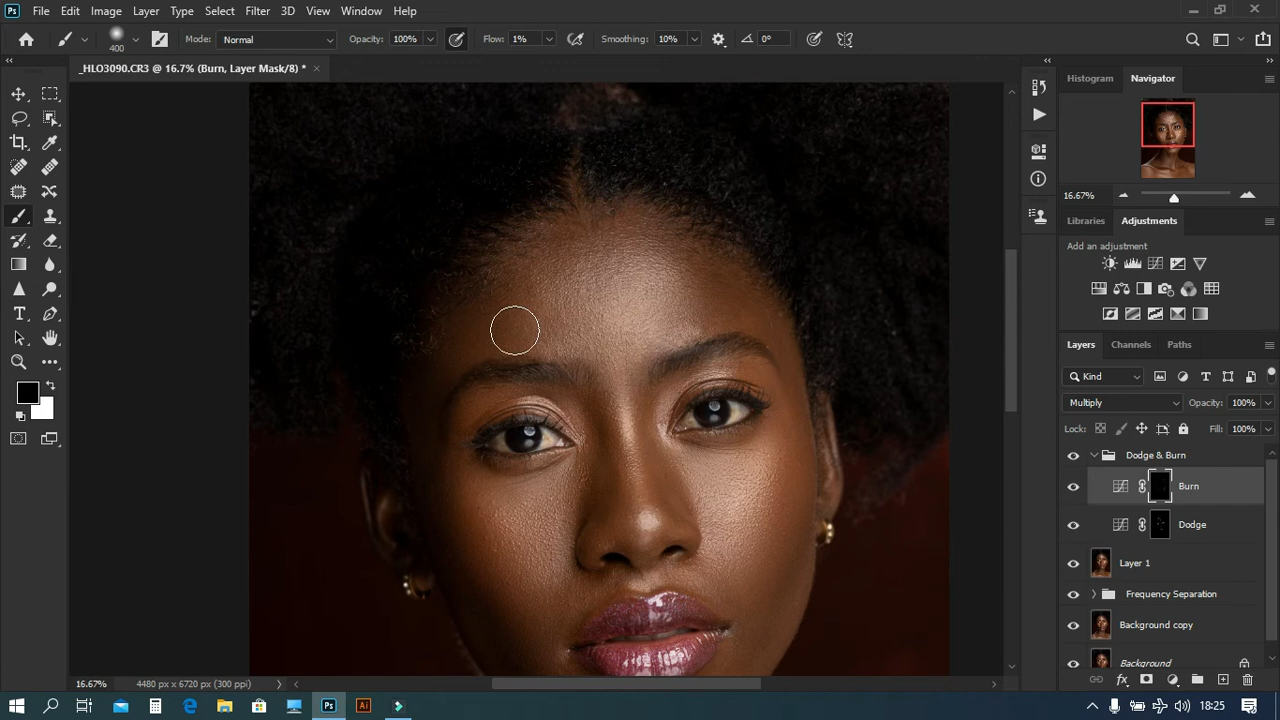 Ps File Edit Image Layer Type Select Filter 3D View Window Help
400 Mode: Normal Opacity: 100% Flow: 1% Smoothing: 10% 0°
_HLO3090.CR3 @ 16.7% (Burn, Layer Mask/8) *
Histogram Navigator
16.67%
Libraries Adjustments
Add an adjustment
Layers Channels Paths
Kind
Multiply Opacity: 100%
Lock: Fill: 100%
Dodge & Burn
Burn
Dodge
Layer 1
Frequency Separation
Background copy
Background
16.67% 4480 px x 6720 px (300 ppi)
Ps Ai 18:25